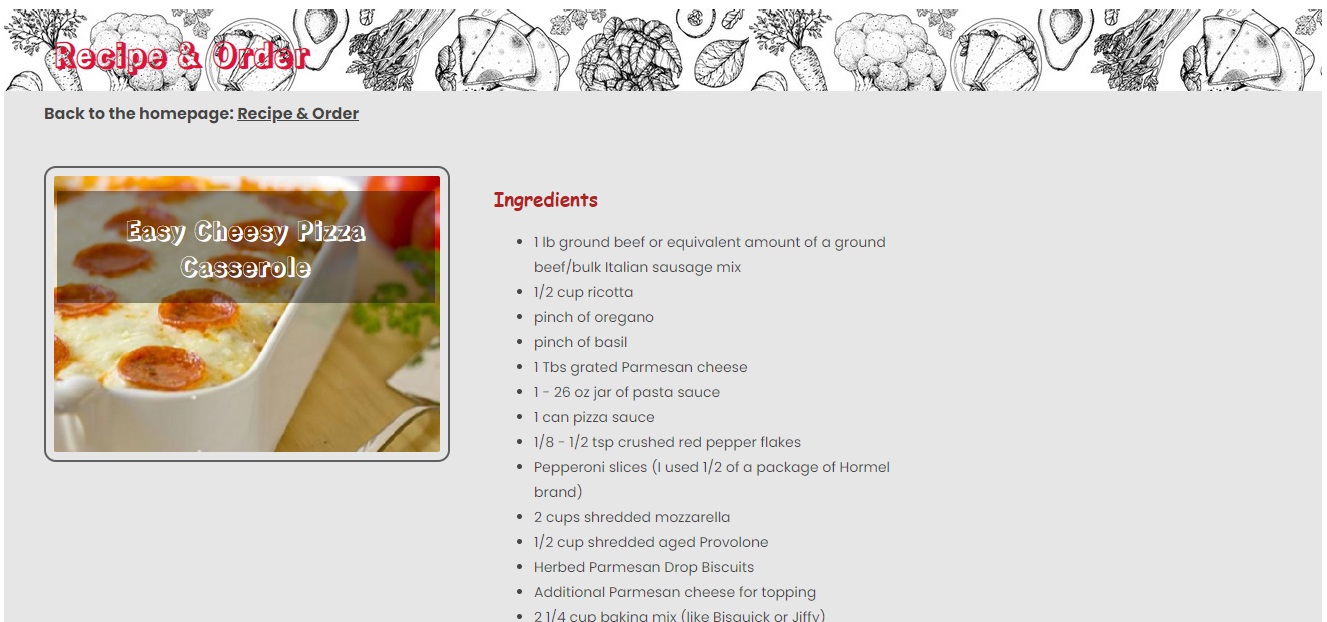 Recipe & Order
Back to the homepage: Recipe & Order
Easy Cheesy Pizza
Casserole
Ingredients
1 lb ground beef or equivalent amount of a ground
beef/bulk Italian sausage mix
1/2 cup ricotta
pinch of oregano
pinch of basil
1 Tbs grated Parmesan cheese
1 - 26 oz jar of pasta sauce
1 can pizza sauce
1/8 - 1/2 tsp crushed red pepper flakes
Pepperoni slices (I used 1/2 of a package of Hormel
brand)
2 cups shredded mozzarella
1/2 cup shredded aged Provolone
Herbed Parmesan Drop Biscuits
Additional Parmesan cheese for topping
2 1/4 cup baking mix (like Bisquick or Jiffy)